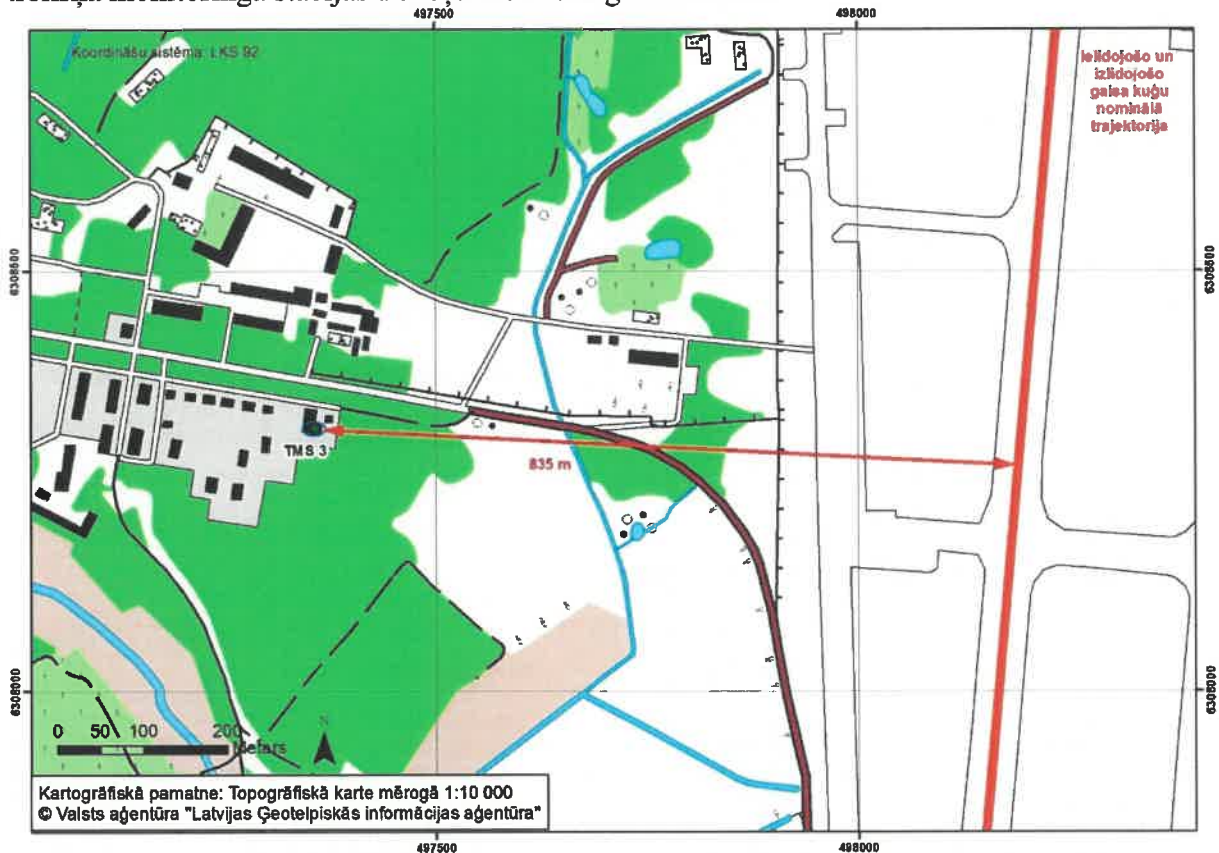 497500
498000
Koordināšu sistēma: LKS 92
Ielidojošo un
izlidojošo
gaisa kuģu
nominālā
trajektorija
6308500
6308500
TMS 3
835 m
6308000
6308000
0 50 100 200
Metars
N
Kartogrāfiskā pamatne: Topogrāfiskā karte mērogā 1:10 000
© Valsts aģentūra "Latvijas Ģeotelpiskās informācijas aģentūra"
497500
498000